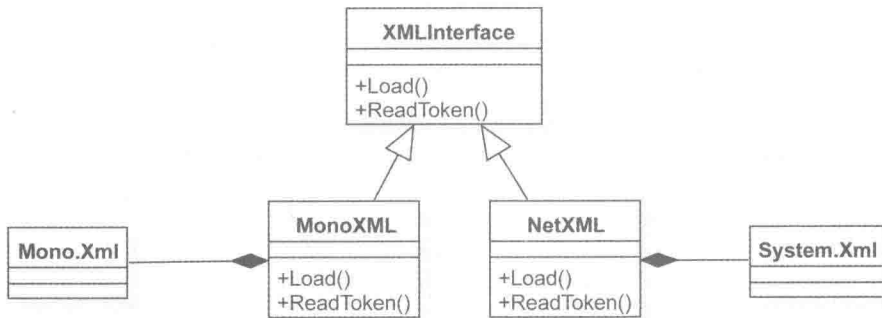 XMLInterface
+Load()
+ReadToken()
MonoXML
+Load()
+ReadToken()
NetXML
+Load()
+ReadToken()
Mono.Xml
System.Xml